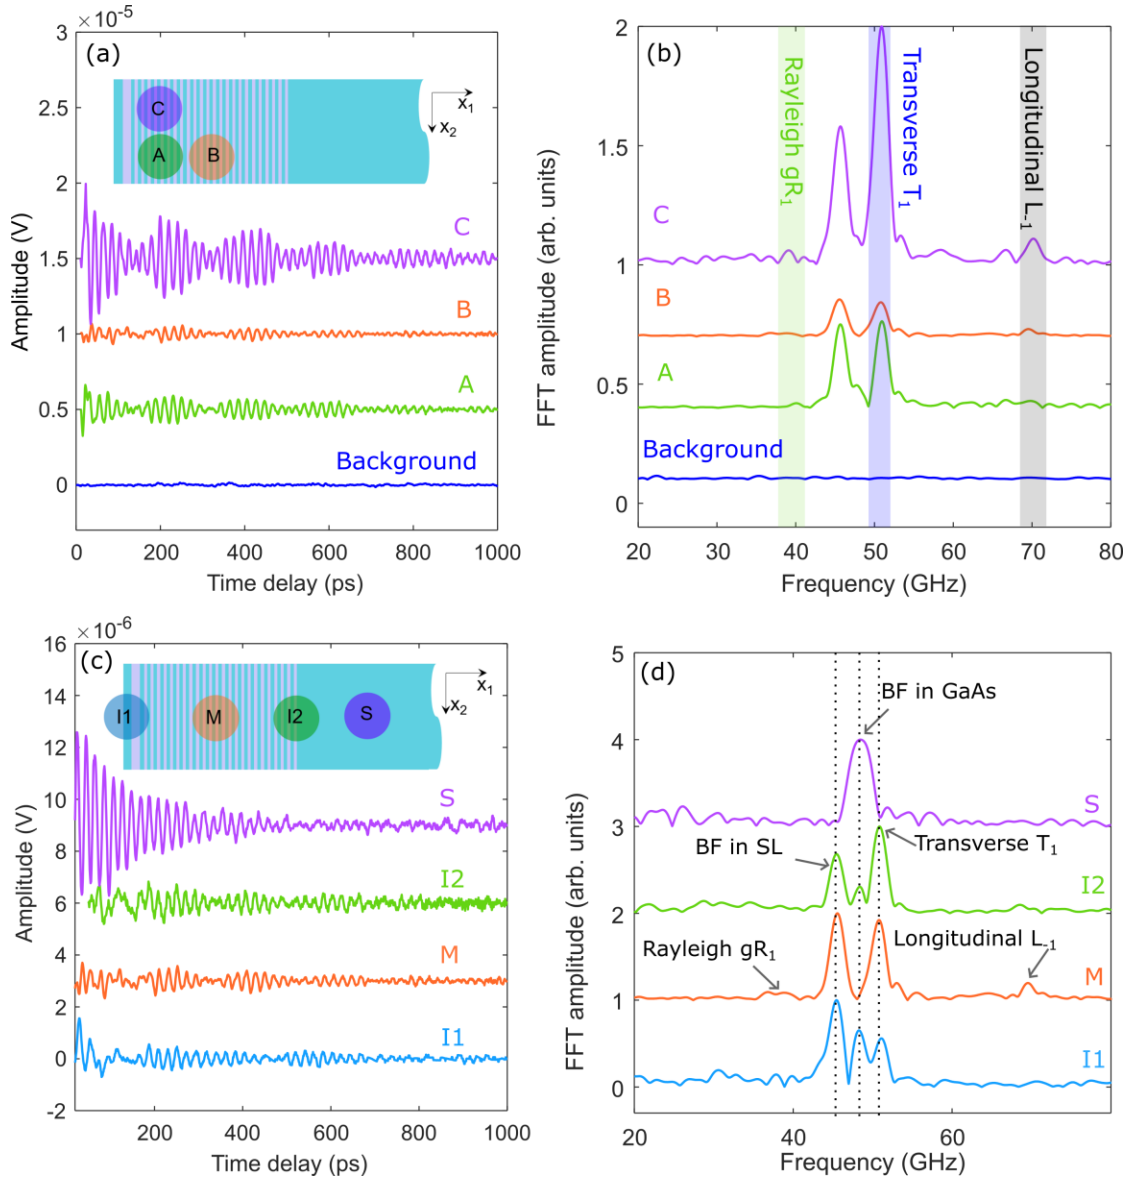 × 10⁻⁵
(a)
3
2.5
2
1.5
1
0.5
0
Amplitude (V)
C
A
B
x₁
x₂
C
B
A
Background
0
200
400
600
800
1000
Time delay (ps)
(b)
2
1.5
1
0.5
0
FFT amplitude (arb. units)
Rayleigh gR₁
Transverse T₁
Longitudinal L₋₁
C
B
A
Background
20
30
40
50
60
70
80
Frequency (GHz)
× 10⁻⁶
(c)
16
14
12
10
8
6
4
2
0
-2
Amplitude (V)
I1
M
I2
S
x₁
x₂
S
I2
M
I1
200
400
600
800
1000
Time delay (ps)
(d)
5
4
3
2
1
0
FFT amplitude (arb. units)
BF in GaAs
S
BF in SL
Transverse T₁
I2
Rayleigh gR₁
Longitudinal L₋₁
M
I1
20
40
60
Frequency (GHz)